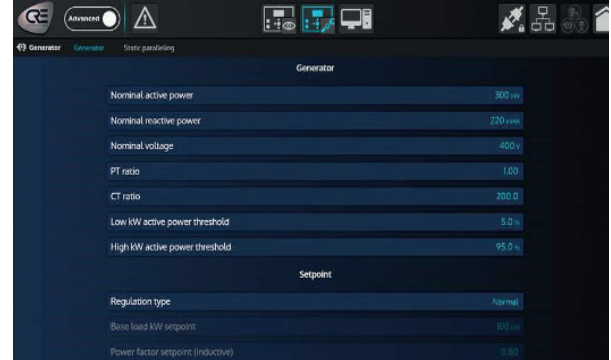 CRE
Advanced
Generator Generator Static paralleling
Generator
Nominal active power 300 kW
Nominal reactive power 220 kVAR
Nominal voltage 400 V
PT ratio 1.00
CT ratio 200.0
Low kW active power threshold 5.0 %
High kW active power threshold 95.0 %
Setpoint
Regulation type Normal
Base load kW setpoint 100 kW
Power factor setpoint (inductive) 0.80